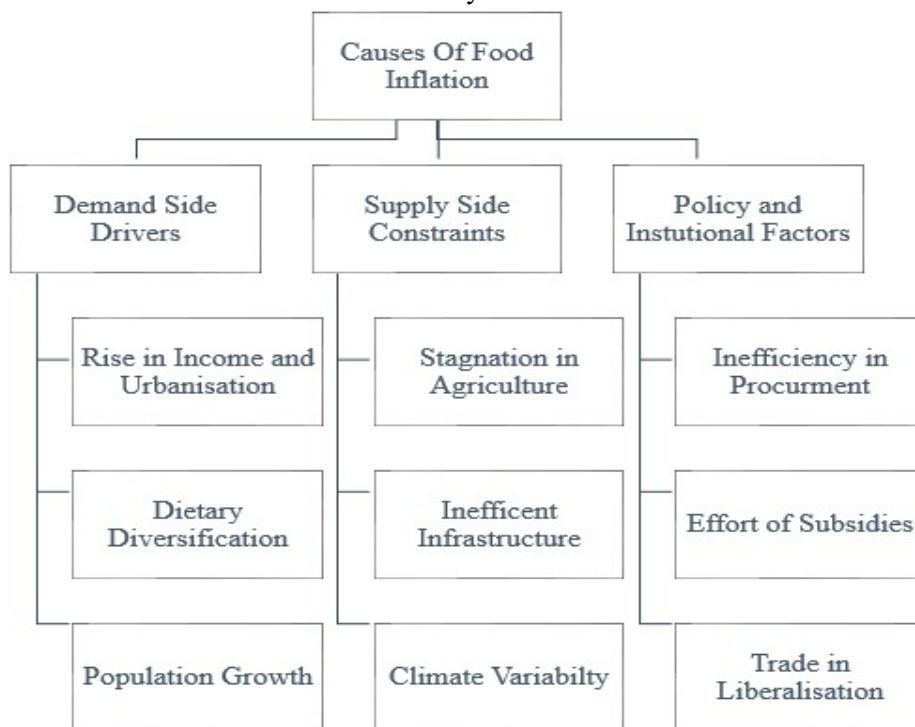 Causes Of Food
Inflation
Demand Side
Drivers
Supply Side
Constraints
Policy and
Instutional Factors
Rise in Income and
Urbanisation
Stagnation in
Agriculture
Inefficiency in
Procurment
Dietary
Diversification
Inefficent
Infrastructure
Effort of Subsidies
Population Growth
Climate Variabilty
Trade in
Liberalisation